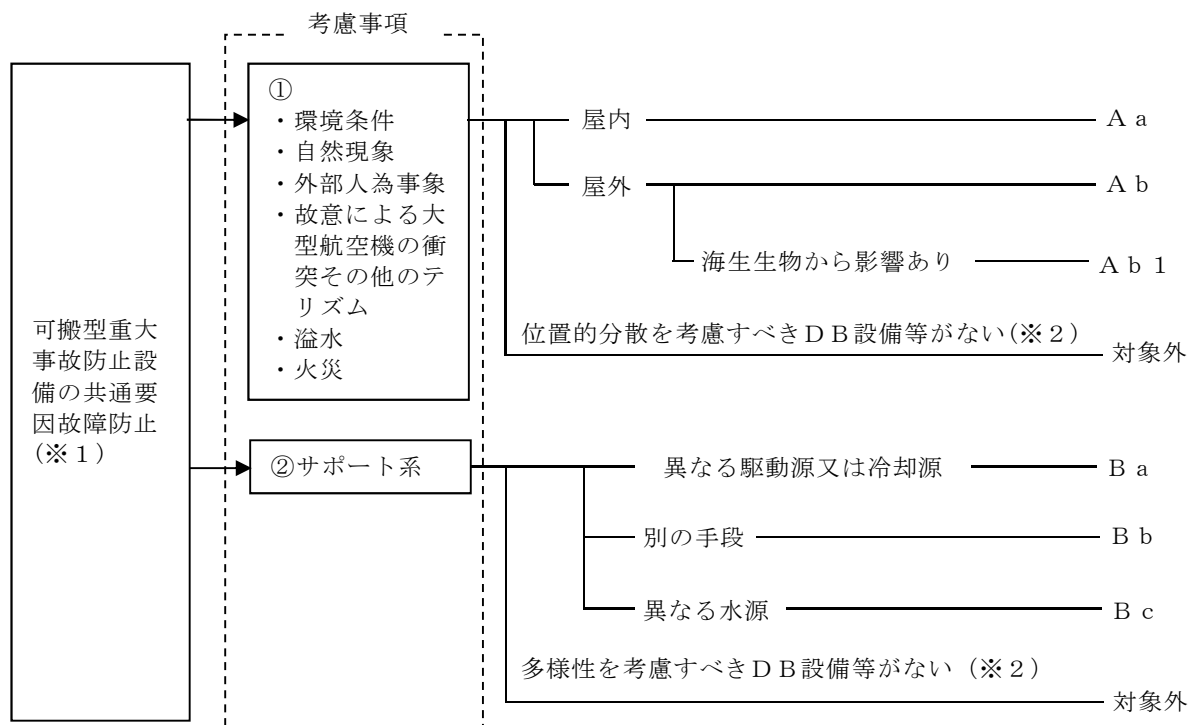 考慮事項
可搬型重大
事故防止設
備の共通要
因故障防止
(※１)
①
・環境条件
・自然現象
・外部人為事象
・故意による大
型航空機の衝
突その他のテ
リズム
・溢水
・火災
屋内 Ａａ
屋外 Ａｂ
海生生物から影響あり Ａｂ１
位置的分散を考慮すべきＤＢ設備等がない(※２)
対象外
②サポート系
異なる駆動源又は冷却源 Ｂａ
別の手段 Ｂｂ
異なる水源 Ｂｃ
多様性を考慮すべきＤＢ設備等がない（※２）
対象外